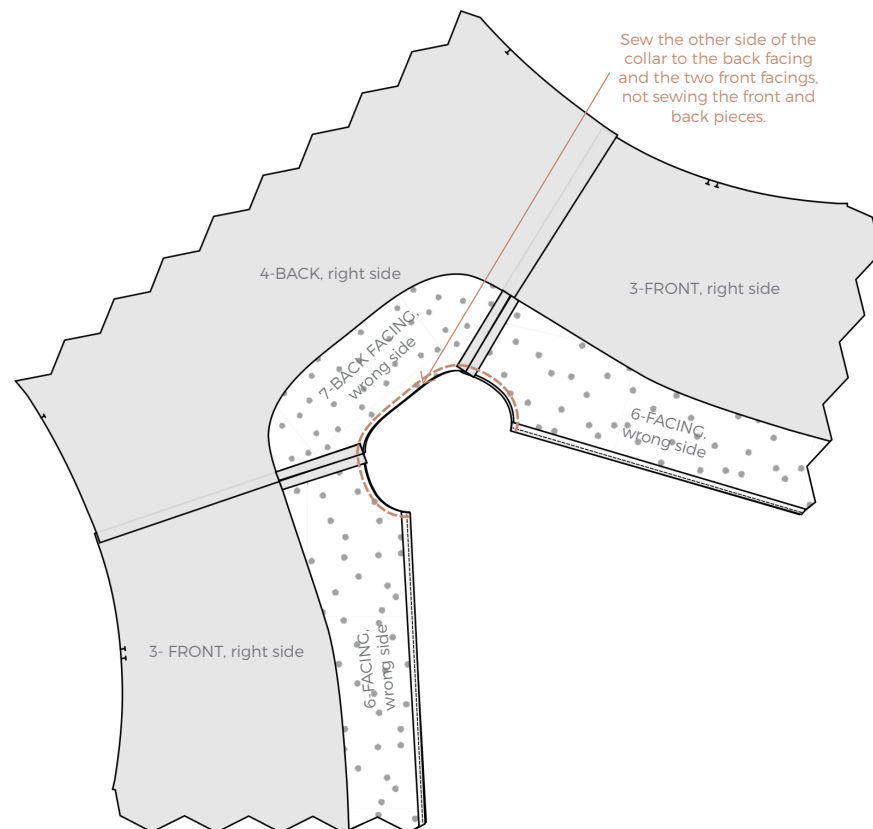 Sew the other side of the
collar to the back facing
and the two front facings,
not sewing the front and
back pieces.
4-BACK, right side
3-FRONT, right side
7-BACK FACING,
wrong side
6-FACING,
wrong side
3- FRONT, right side
6-FACING,
wrong side